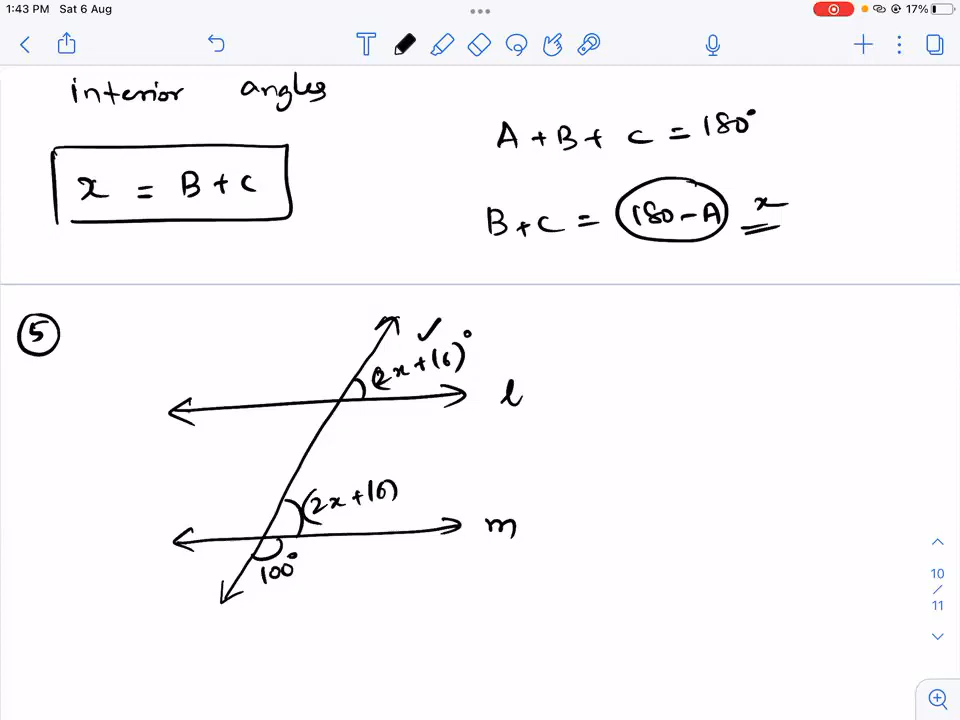 1:43 PM Sat 6 Aug
17%
T
interior angles
A + B + C = 180°
x = B + C
B + C = 180 - A x
5
(2x + 16)°
l
(2x + 16)
m
100°
10
/
11